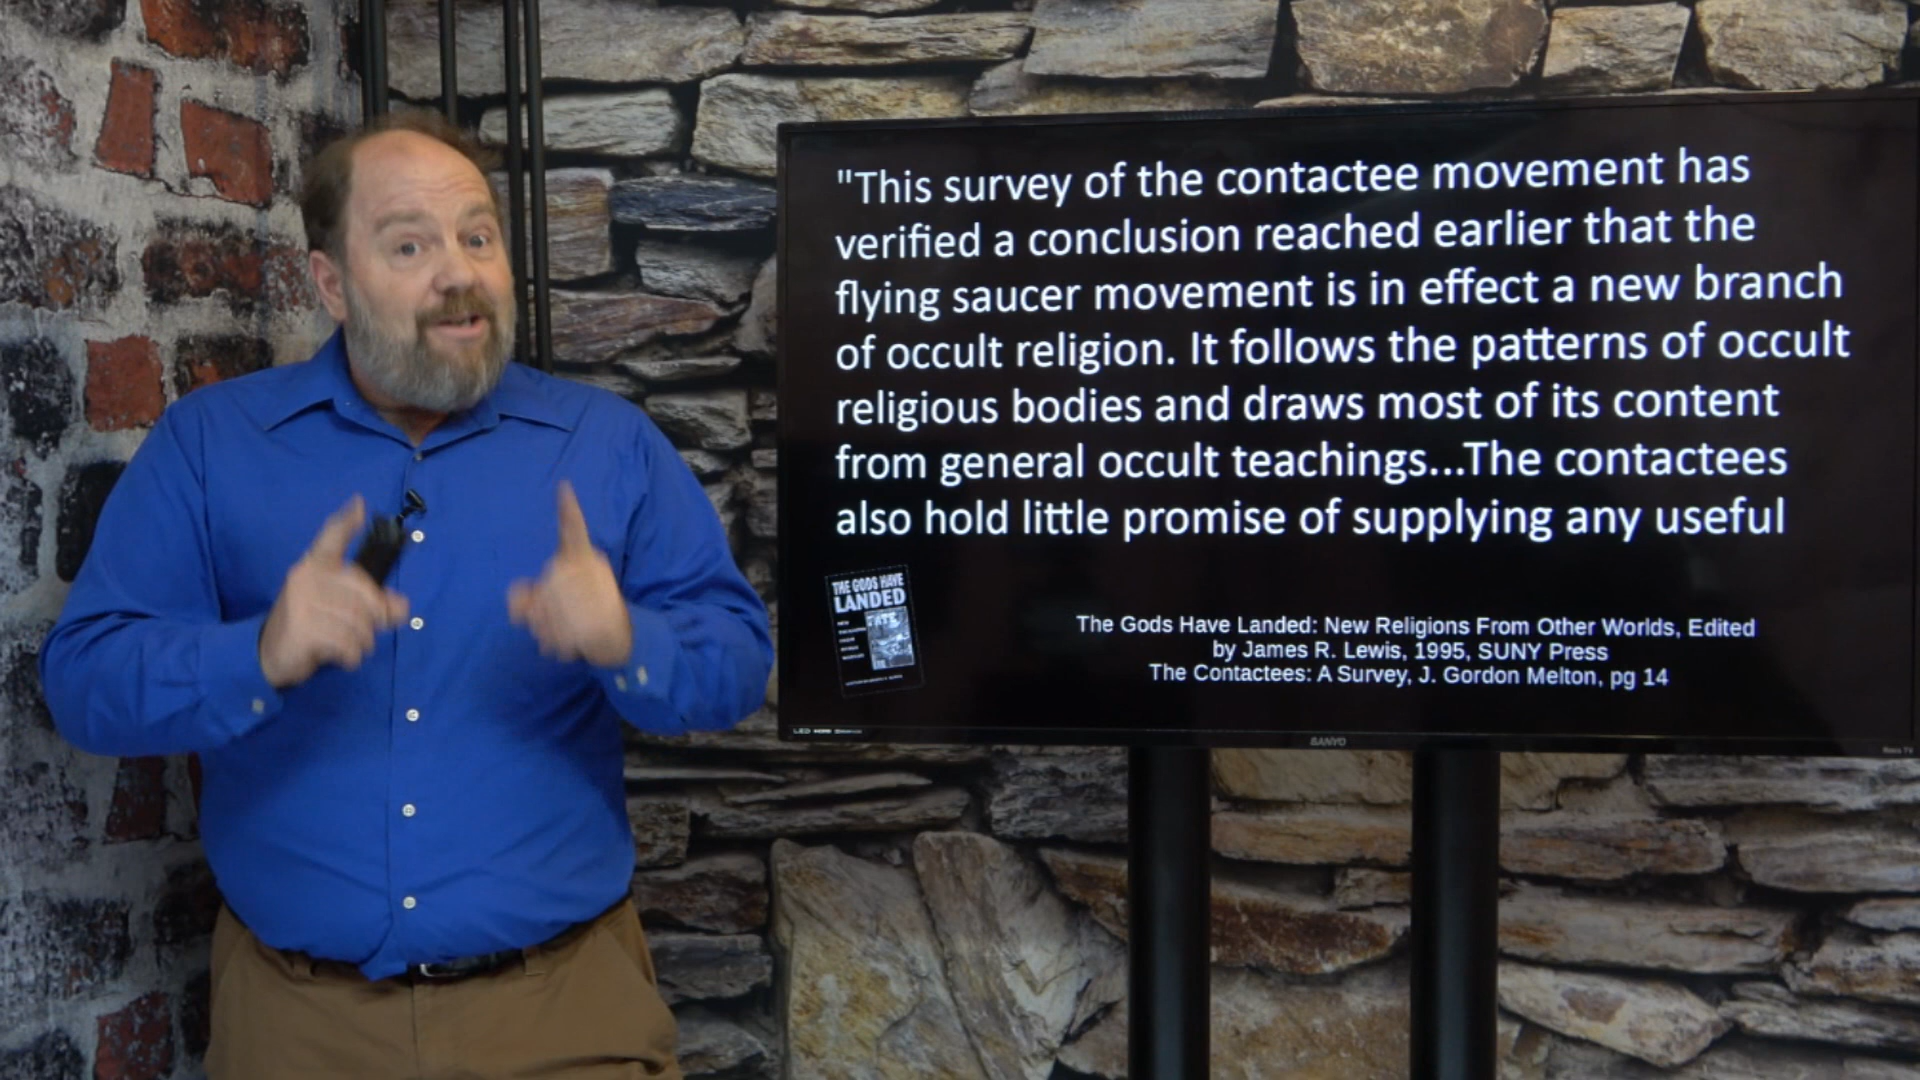 "This survey of the contactee movement has
verified a conclusion reached earlier that the
flying saucer movement is in effect a new branch
of occult religion. It follows the patterns of occult
religious bodies and draws most of its content
from general occult teachings...The contactees
also hold little promise of supplying any useful
THE GODS HAVE
LANDED
The Gods Have Landed: New Religions From Other Worlds, Edited
by James R. Lewis, 1995, SUNY Press
The Contactees: A Survey, J. Gordon Melton, pg 14
LED HDMI
SANYO
Roku TV